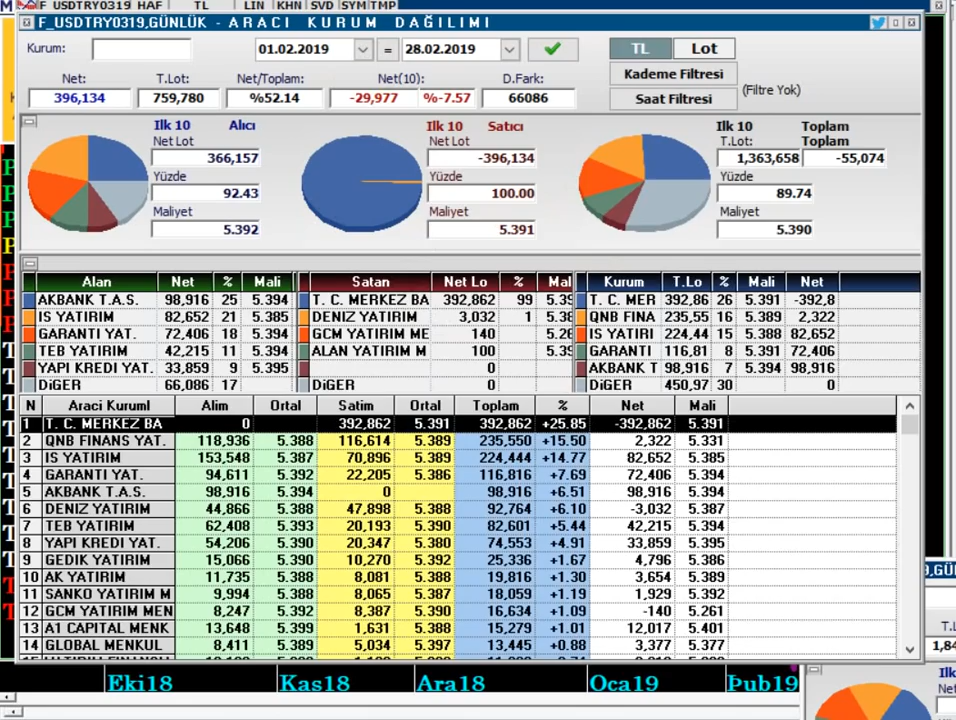 F_USDTRY0319 HAF TL LIN KHN SVD SYM TMP
F_USDTRY0319,GÜNLÜK - ARACI KURUM DAĞILIMI
Kurum: 01.02.2019 = 28.02.2019 TL Lot
Kademe Filtresi
Saat Filtresi (Filtre Yok)
Net: T.Lot: Net/Toplam: Net(10): D.Fark:
396,134 759,780 %52.14 -29,977 %-7.57 66086
Ilk 10 Alıcı
Net Lot
366,157
Yüzde
92.43
Maliyet
5.392
Ilk 10 Satıcı
Net Lot
-396,134
Yüzde
100.00
Maliyet
5.391
Ilk 10 Toplam
T.Lot: Toplam
1,363,658 -55,074
Yüzde
89.74
Maliyet
5.390
Alan Net % Mali
AKBANK T.A.S. 98,916 25 5.394
IS YATIRIM 82,652 21 5.385
GARANTI YAT. 72,406 18 5.394
TEB YATIRIM 42,215 11 5.394
YAPI KREDI YAT. 33,859 9 5.395
DiGER 66,086 17
Satan Net Lo % Mal
T. C. MERKEZ BA 392,862 99 5.39
DENIZ YATIRIM 3,032 1 5.38
GCM YATIRIM ME 140 5.26
ALAN YATIRIM M 100 5.39
0
DiGER 0
Kurum T.Lo % Mali Net
T. C. MER 392,86 26 5.391 -392,8
QNB FINA 235,55 16 5.389 2,322
IS YATIRI 224,44 15 5.388 82,652
GARANTI 116,81 8 5.391 72,406
AKBANK T 98,916 7 5.394 98,916
DiGER 450,97 30 0
N Araci Kuruml Alim Ortal Satim Ortal Toplam % Net Mali
1 T. C. MERKEZ BA 0 392,862 5.391 392,862 +25.85 -392,862 5.391
2 QNB FINANS YAT. 118,936 5.388 116,614 5.389 235,550 +15.50 2,322 5.331
3 IS YATIRIM 153,548 5.387 70,896 5.389 224,444 +14.77 82,652 5.385
4 GARANTI YAT. 94,611 5.392 22,205 5.386 116,816 +7.69 72,406 5.394
5 AKBANK T.A.S. 98,916 5.394 0 98,916 +6.51 98,916 5.394
6 DENIZ YATIRIM 44,866 5.388 47,898 5.388 92,764 +6.10 -3,032 5.387
7 TEB YATIRIM 62,408 5.393 20,193 5.390 82,601 +5.44 42,215 5.394
8 YAPI KREDI YAT. 54,206 5.390 20,347 5.380 74,553 +4.91 33,859 5.395
9 GEDIK YATIRIM 15,066 5.390 10,270 5.392 25,336 +1.67 4,796 5.386
10 AK YATIRIM 11,735 5.388 8,081 5.388 19,816 +1.30 3,654 5.389
11 SANKO YATIRIM M 9,994 5.388 8,065 5.387 18,059 +1.19 1,929 5.392
12 GCM YATIRIM MEN 8,247 5.392 8,387 5.390 16,634 +1.09 -140 5.261
13 A1 CAPITAL MENK 13,648 5.399 1,631 5.388 15,279 +1.01 12,017 5.401
14 GLOBAL MENKUL 8,411 5.389 5,034 5.397 13,445 +0.88 3,377 5.377
Eki18 Kas18 Ara18 Oca19 Þub19
9,GÜN
T.L
1,84
Ilk
Net